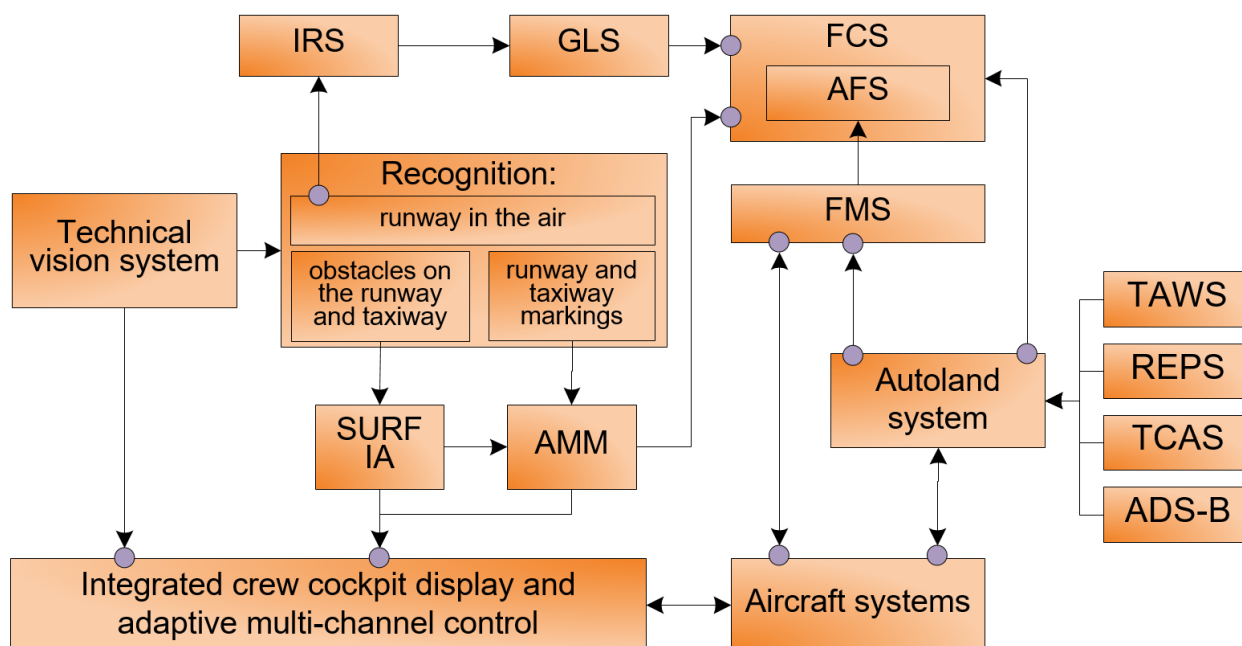 IRS
GLS
FCS
AFS
Recognition:
runway in the air
Technical
vision system
obstacles on
the runway
and taxiway
runway and
taxiway
markings
FMS
TAWS
REPS
TCAS
ADS-B
Autoland
system
SURF
IA
AMM
Integrated crew cockpit display and
adaptive multi-channel control
Aircraft systems